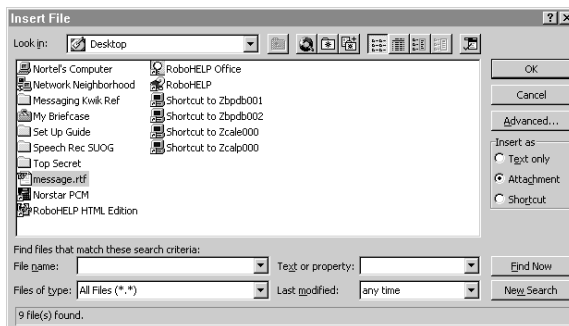 Insert File
Look in: Desktop
Nortel's Computer
Network Neighborhood
Messaging Kwik Ref
My Briefcase
Set Up Guide
Speech Rec SUOG
Top Secret
message.rtf
Norstar PCM
RoboHELP HTML Edition
RoboHELP Office
RoboHELP
Shortcut to Zbpdb001
Shortcut to Zbpdb002
Shortcut to Zcale000
Shortcut to Zcalp000
OK
Cancel
Advanced...
Insert as
Text only
Attachment
Shortcut
Find files that match these search criteria:
File name: Text or property: Find Now
Files of type: All Files (*.*) Last modified: any time New Search
9 file(s) found.